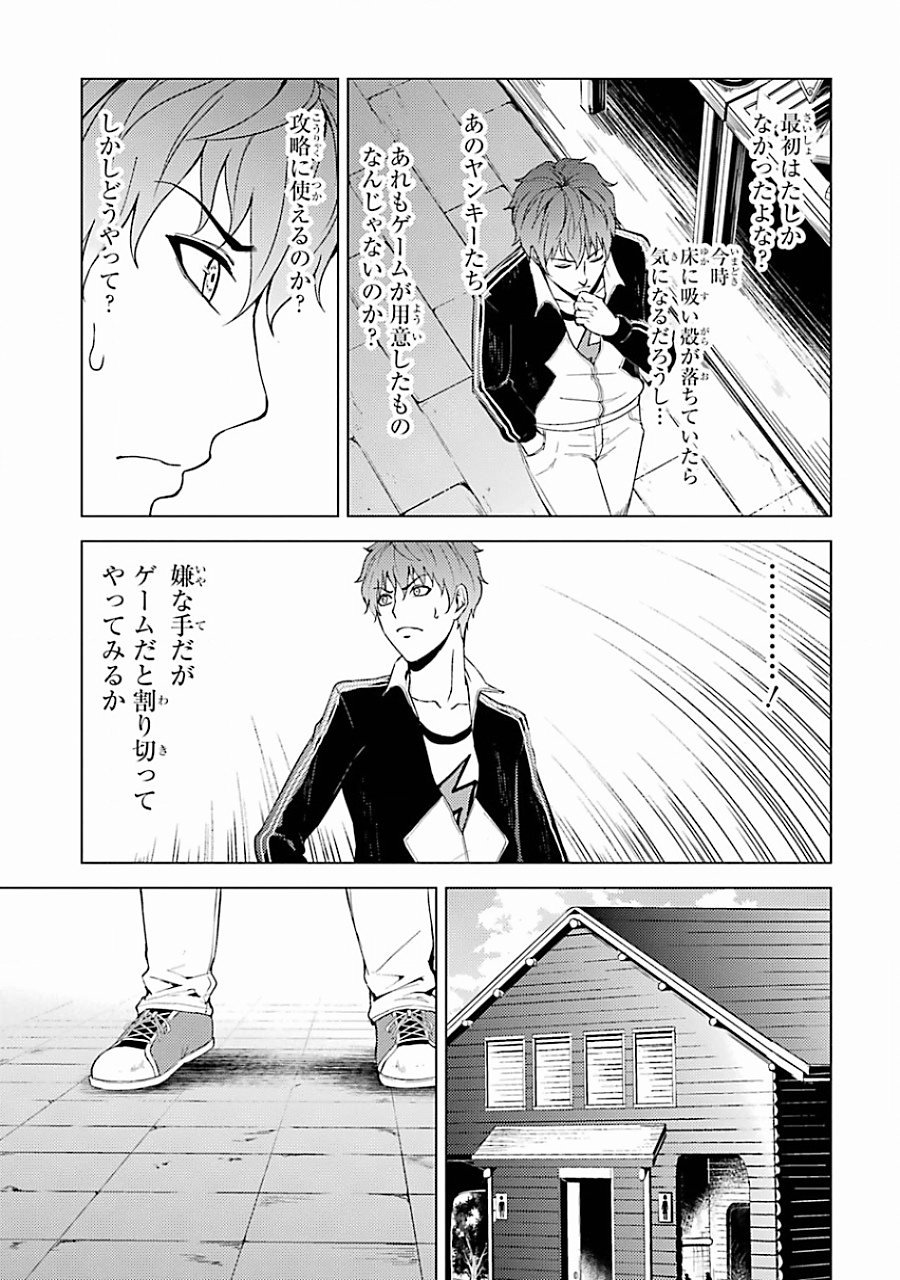 最初はたしか
なかったよな?
今時
床に吸い殻が落ちていたら
気になるだろうし…
あのヤンキーたち
あれもゲームが用意したもの
なんじゃないのか?
攻略に使えるのか?
しかしどうやって?
………!
嫌な手だが
ゲームだと割り切って
やってみるか